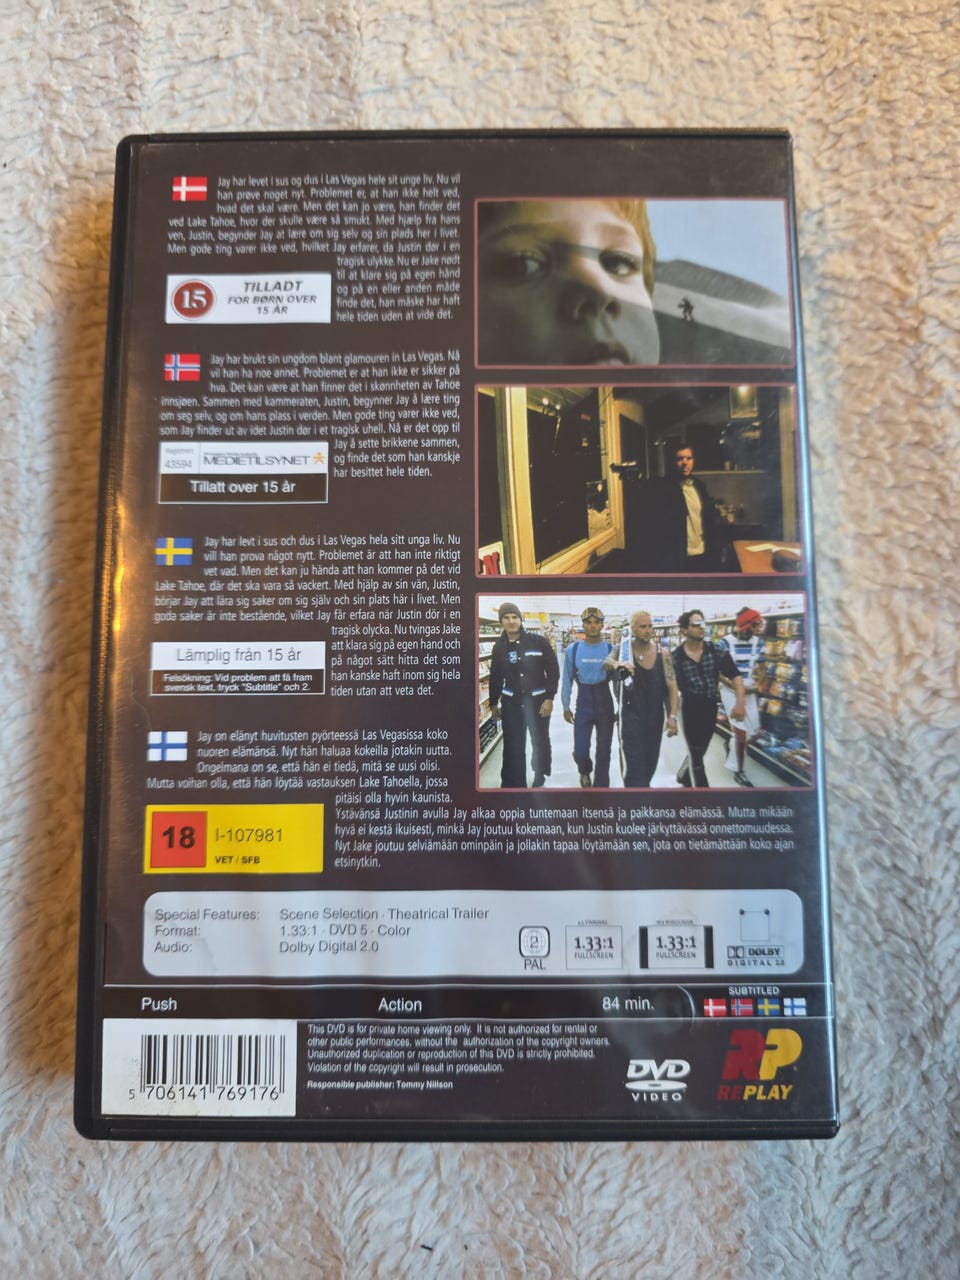 Jay har levet i sus og dus i Las Vegas hele sit unge liv. Nu vil
han prøve noget nyt. Problemet er, at han ikke helt ved,
hvad det skal være. Men det kan jo være, han finder det
ved Lake Tahoe, hvor der skulle være så smukt. Med hjælp fra hans
ven, Justin, begynder Jay at lære om sig selv og sin plads her i livet.
Men gode ting varer ikke ved, hvilket Jay erfarer, da Justin dør i en
tragisk ulykke. Nu er Jake nødt
til at klare sig på egen hånd
og på en eller anden måde
finde det, han måske har haft
hele tiden uden at vide det.
15
TILLADT
FOR BØRN OVER
15 ÅR
Jay har brukt sin ungdom blant glamouren in Las Vegas. Nå
vil han ha noe annet. Problemet er at han ikke er sikker på
hva. Det kan være at han finner det i skønnheten av Tahoe
innsjøen. Sammen med kammeraten, Justin, begynner Jay å lære ting
om seg selv, og om hans plass i verden. Men gode ting varer ikke ved,
som Jay finder ut av idet Justin dør i et tragisk uhell. Nå er det opp til
Jay å sette brikkene sammen,
og finde det som han kanskje
har besittet hele tiden.
Registrert
43594
MEDIETILSYNET
Tillatt over 15 år
Jay har levt i sus och dus i Las Vegas hela sitt unga liv. Nu
vill han prova något nytt. Problemet är att han inte riktigt
vet vad. Men det kan ju hända att han kommer på det vid
Lake Tahoe, där det ska vara så vackert. Med hjälp av sin vän, Justin,
börjar Jay att lära sig saker om sig själv och sin plats här i livet. Men
goda saker är inte bestående, vilket Jay får erfara när Justin dör i en
tragisk olycka. Nu tvingas Jake
att klara sig på egen hand och
på något sätt hitta det som
han kanske haft inom sig hela
tiden utan att veta det.
Lämplig från 15 år
Felsökning: Vid problem att få fram
svensk text, tryck "Subtitle" och 2.
Jay on elänyt huvitusten pyörteessä Las Vegasissa koko
nuoren elämänsä. Nyt hän haluaa kokeilla jotakin uutta.
Ongelmana on se, että hän ei tiedä, mitä se uusi olisi.
Mutta voihan olla, että hän löytää vastauksen Lake Tahoella, jossa
pitäisi olla hyvin kaunista.
Ystävänsä Justinin avulla Jay alkaa oppia tuntemaan itsensä ja paikkansa elämässä. Mutta mikään
hyvä ei kestä ikuisesti, minkä Jay joutuu kokemaan, kun Justin kuolee järkyttävässä onnettomuudessa.
Nyt Jake joutuu selviämään ominpäin ja jollakin tapaa löytämään sen, jota on tietämättään koko ajan
etsinytkin.
18
I-107981
VET / SFB
Special Features: Scene Selection · Theatrical Trailer
Format: 1.33:1 · DVD 5 · Color
Audio: Dolby Digital 2.0
2
PAL
4:3 STANDARD
1.33:1
FULLSCREEN
16:9 WIDESCREEN
1.33:1
FULLSCREEN
DOLBY
DIGITAL 2.0
Push Action 84 min.
SUBTITLED
This DVD is for private home viewing only. It is not authorized for rental or
other public performances, without the authorization of the copyright owners.
Unauthorized duplication or reproduction of this DVD is strictly prohibited.
Violation of the copyright will result in prosecution.
Responsible publisher: Tommy Nilson
5 706141 769176
DVD
VIDEO
RP
REPLAY